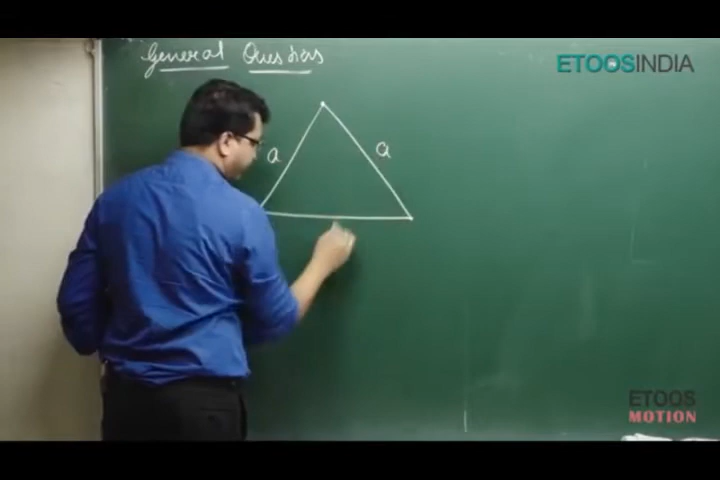 General Questions
ETOOSINDIA
a
a
ETOOS
MOTION